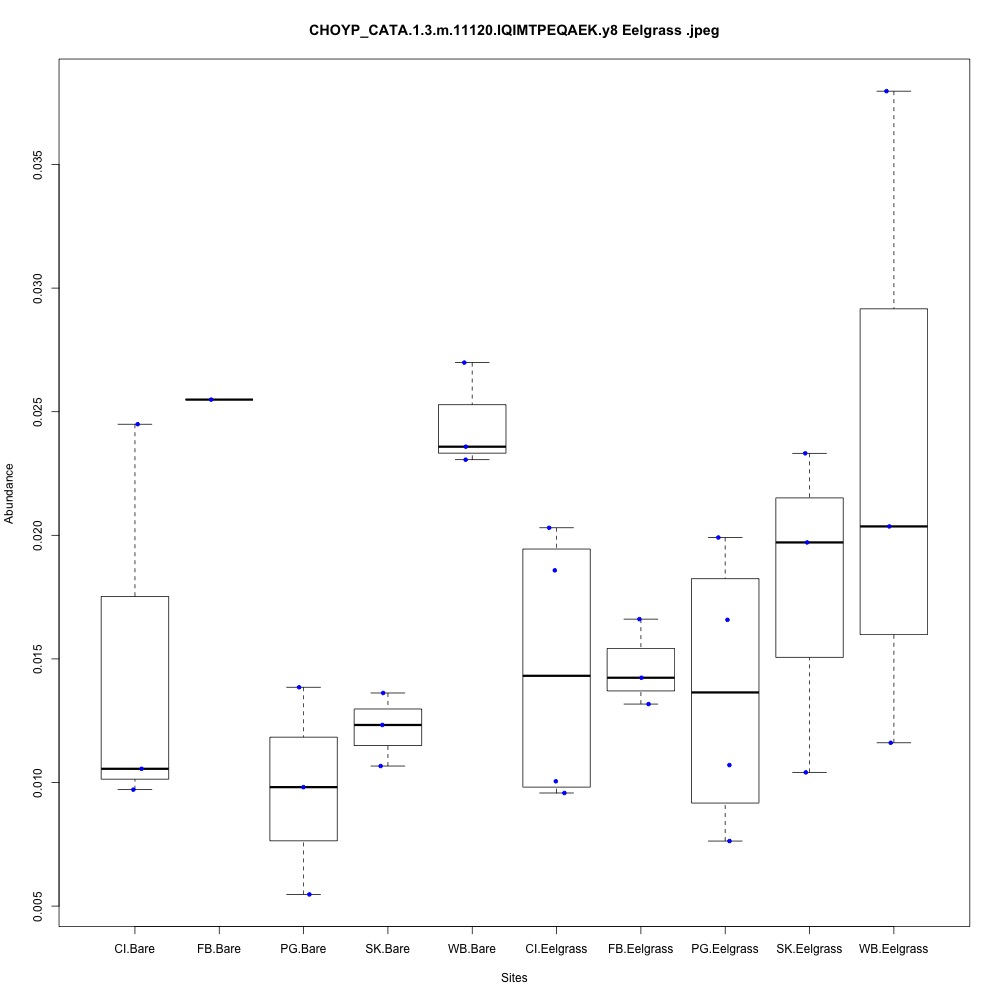 CHOYP_CATA.1.3.m.11120.IQIMTPEQAEK.y8 Eelgrass .jpeg
Abundance
0.035
0.030
0.025
0.020
0.015
0.010
0.005
CI.Bare FB.Bare PG.Bare SK.Bare WB.Bare CI.Eelgrass FB.Eelgrass PG.Eelgrass SK.Eelgrass WB.Eelgrass
Sites